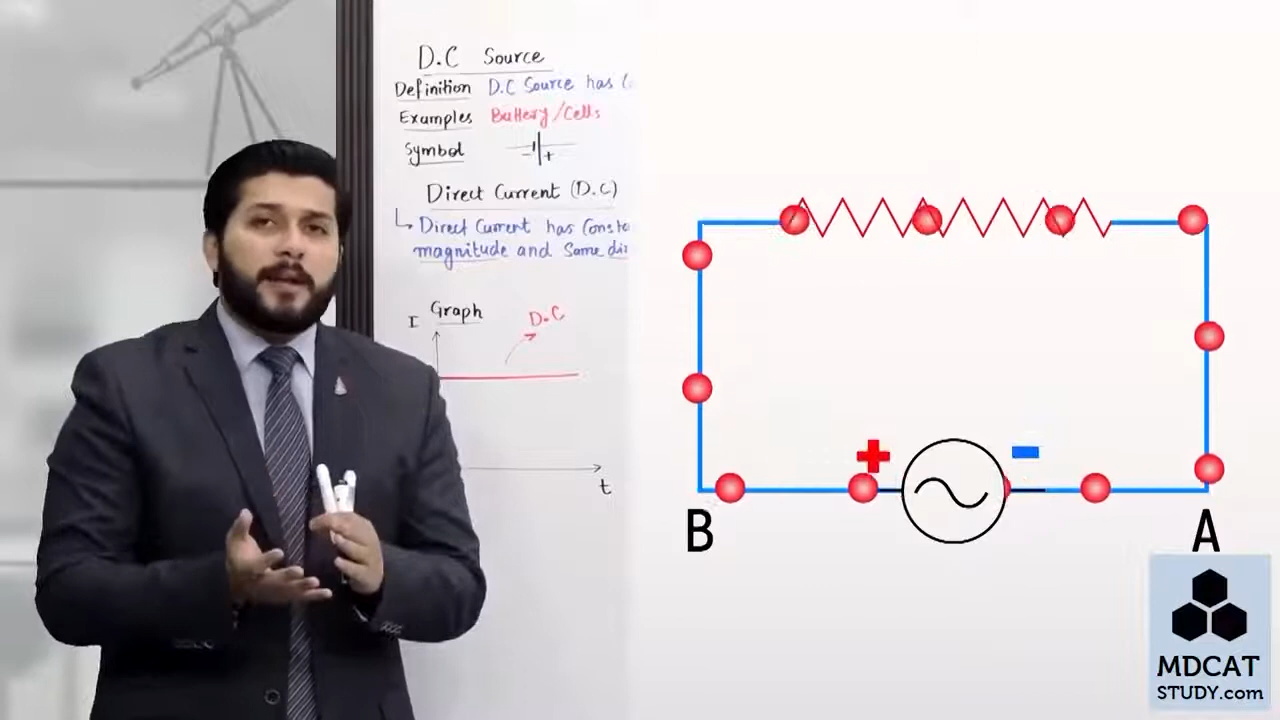 D.C Source
Definition D.C Source has
Examples Battery/Cells
Symbol - +
Direct Current (D.C)
Direct Current has
magnitude and Same
Graph
I
D.C
t
+ -
B A
MDCAT
STUDY.com